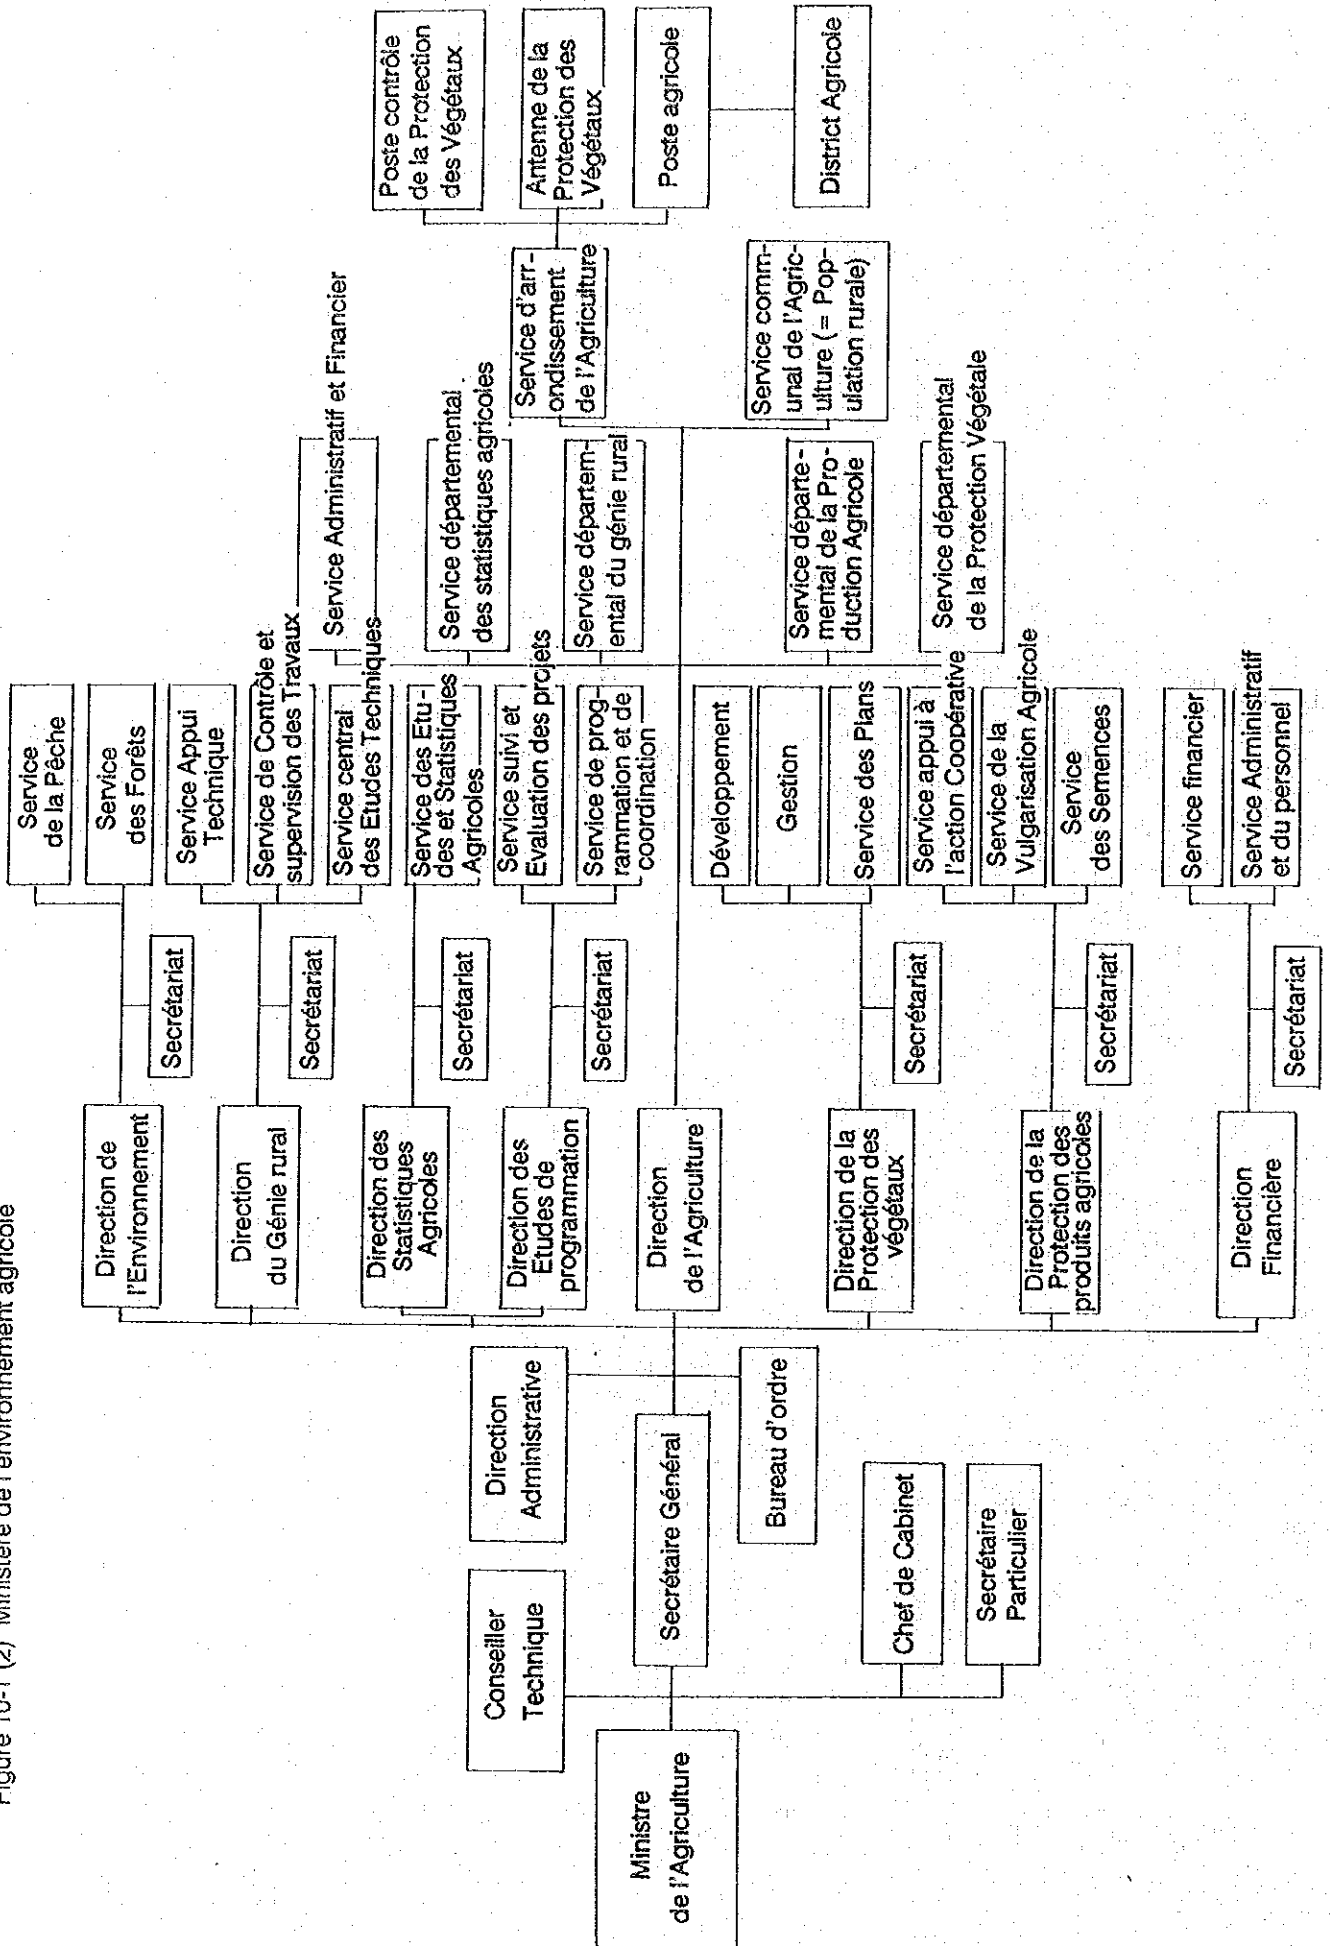 Figure 10-1 (2) Ministère de l'environnement agricole
Ministre
de l'Agriculture
Conseiller
Technique
Secrétaire Général
Chef de Cabinet
Secrétaire
Particulier
Direction
Administrative
Bureau d'ordre
Direction de
l'Environnement
Direction
du Génie rural
Direction des
Statistiques
Agricoles
Direction des
Etudes de
programmation
Direction
de l'Agriculture
Direction de la
Protection des
végétaux
Direction de la
Protection des
produits agricoles
Direction
Financière
Secrétariat
Secrétariat
Secrétariat
Secrétariat
Secrétariat
Secrétariat
Secrétariat
Service
de la Pêche
Service
des Forêts
Service Appui
Technique
Service de Contrôle et
supervision des Travaux
Service central
des Etudes Techniques
Service des Etu-
des et Statistiques
Agricoles
Service suivi et
Evaluation des projets
Service de prog-
rammation et de
coordination
Développement
Gestion
Service des Plans
Service appui à
l'action Coopérative
Service de la
Vulgarisation Agricole
Service
des Semences
Service financier
Service Administratif
et du personnel
Service Administratif et Financier
Service départemental
des statistiques agricoles
Service départem-
ental du génie rural
Service départe-
mental de la Pro-
duction Agricole
Service départemental
de la Protection Végétale
Service d'arr-
ondissement
de l'Agriculture
Service comm-
unal de l'Agric-
ulture (= Pop-
ulation rurale)
Poste contrôle
de la Protection
des Végétaux
Antenne de la
Protection des
Végétaux
Poste agricole
District Agricole